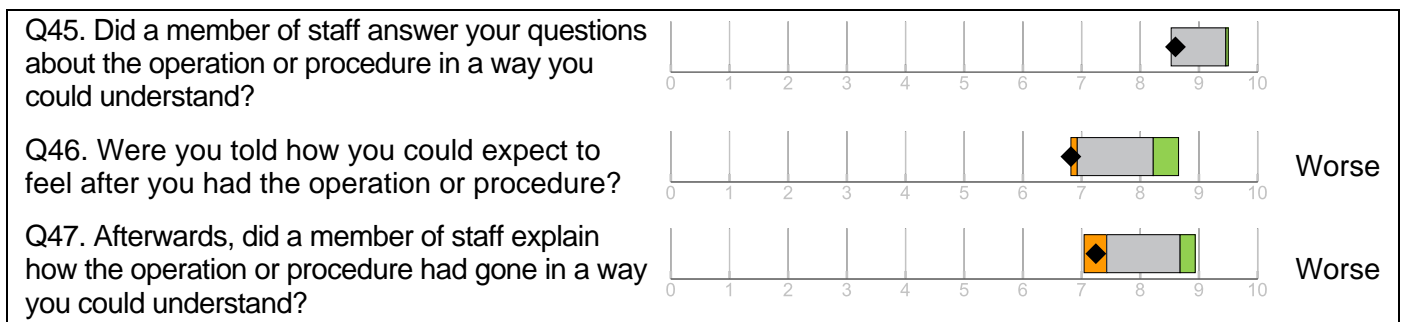 Q45. Did a member of staff answer your questions
about the operation or procedure in a way you
could understand?
0 1 2 3 4 5 6 7 8 9 10
Q46. Were you told how you could expect to
feel after you had the operation or procedure?
0 1 2 3 4 5 6 7 8 9 10
Worse
Q47. Afterwards, did a member of staff explain
how the operation or procedure had gone in a way
you could understand?
0 1 2 3 4 5 6 7 8 9 10
Worse